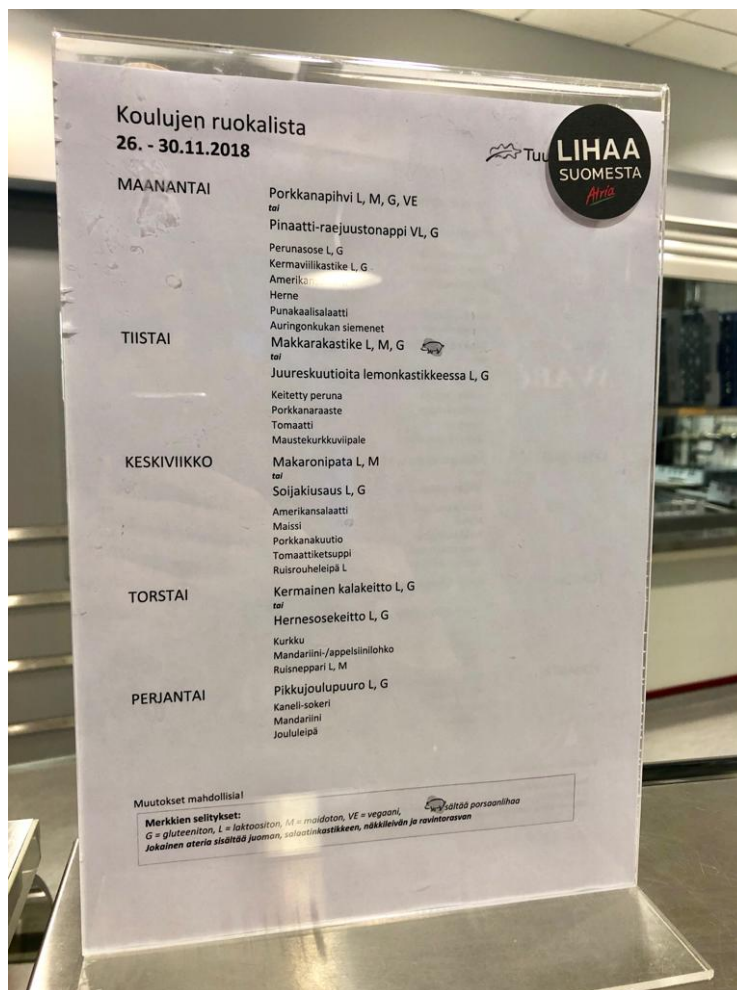 Koulujen ruokalista
26. - 30.11.2018
LIHAA
SUOMESTA
Atria
MAANANTAI
Porkkanapihvi L, M, G, VE
tai
Pinaatti-raejuustonappi VL, G
Perunasose L, G
Kermaviilikastike L, G
Herne
Punakaalisalaatti
Auringonkukan siemenet
TIISTAI
Makkarakastike L, M, G
tai
Juureskuutioita lemonkastikkeessa L, G
Keitetty peruna
Porkkanaraaste
Tomaatti
Maustekurkkuviipale
KESKIVIIKKO
Makaronipata L, M
tai
Soijakiusaus L, G
Amerikansalaatti
Maissi
Porkkanakuutio
Tomaattiketsuppi
Ruisrouheleipä L
TORSTAI
Kermainen kalakeitto L, G
tai
Hernesosekeitto L, G
Kurkku
Mandariini-/appelsiinilohko
Ruisneppari L, M
PERJANTAI
Pikkujoulupuuro L, G
Kaneli-sokeri
Mandariini
Joululeipä
Muutokset mahdollisia!
Merkkien selitykset:
G = gluteeniton, L = laktoositon, M = maidoton, VE = vegaani, sältää porsaanlihaa
Jokainen ateria sisältää juoman, salaatinkastikkeen, näkkileivän ja ravintorasvan